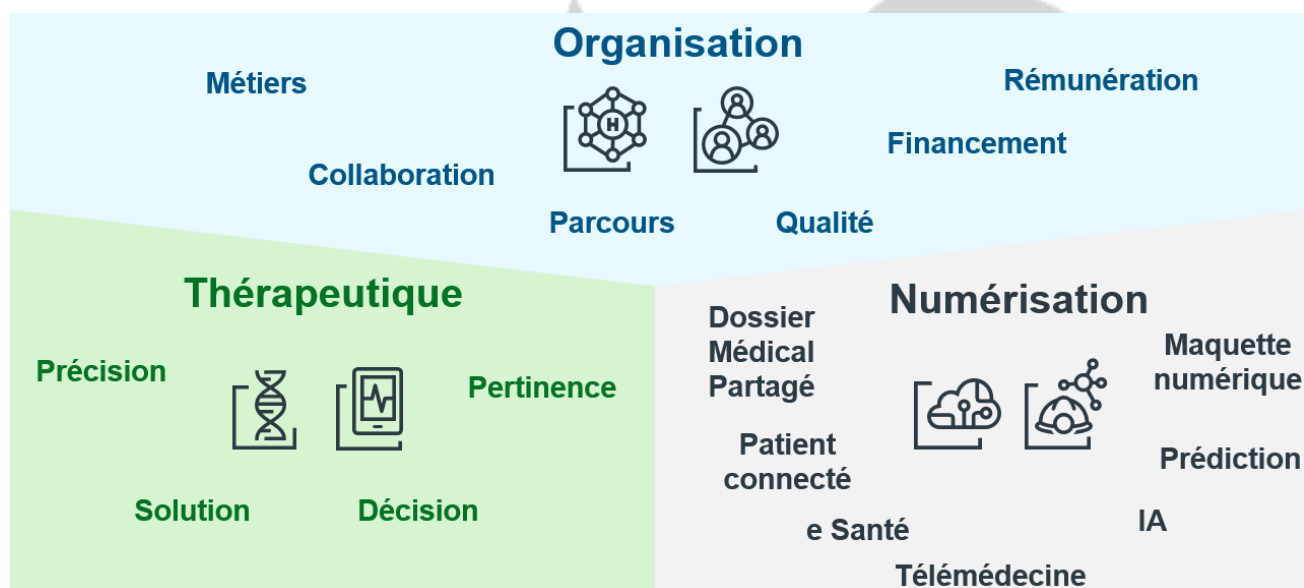 Organisation
Métiers
Rémunération
Financement
Collaboration
Parcours
Qualité
H
Thérapeutique
Précision
Pertinence
Solution
Décision
Numérisation
Dossier
Médical
Partagé
Maquette
numérique
Patient
connecté
Prédiction
e Santé
IA
Télémédecine